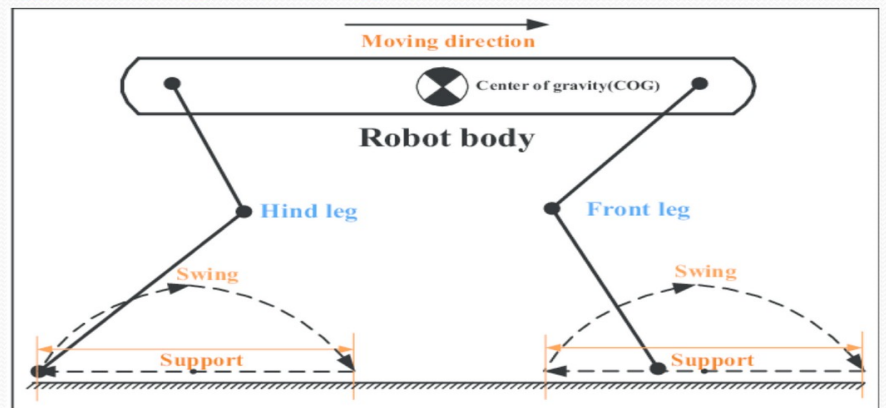 Moving direction
Center of gravity(COG)
Robot body
Hind leg
Front leg
Swing
Swing
Support
Support